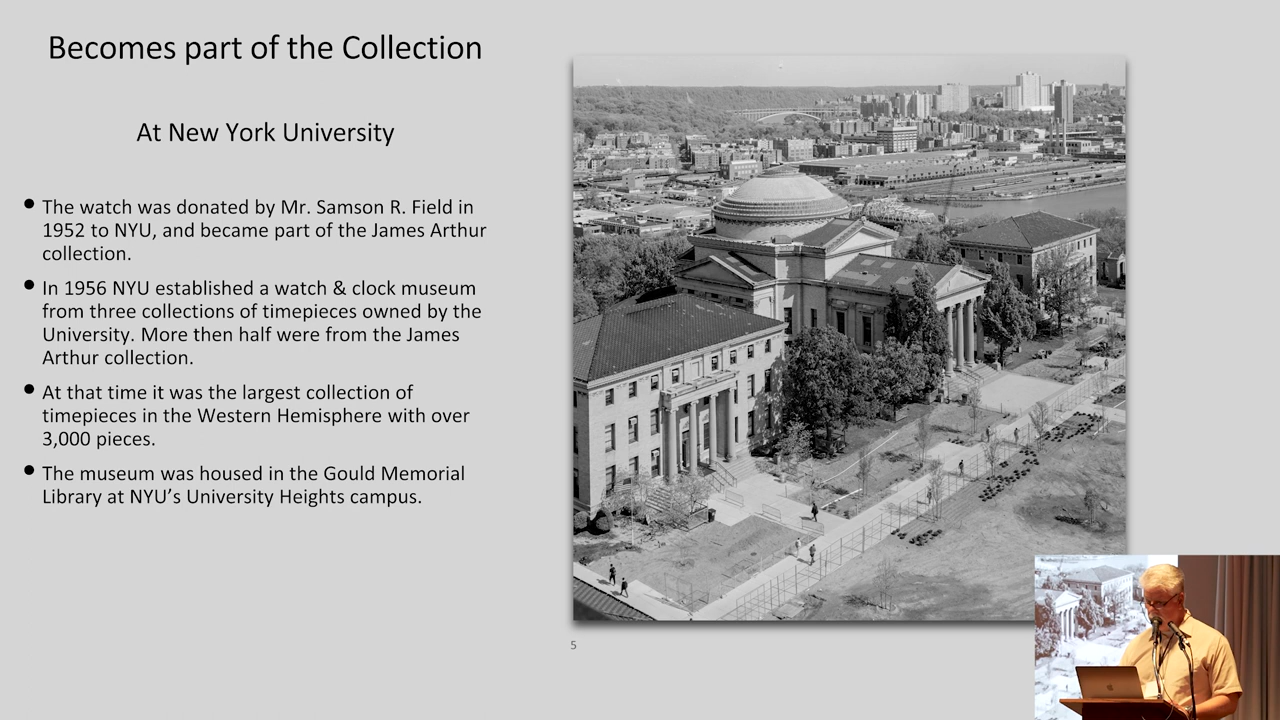 Becomes part of the Collection
At New York University
The watch was donated by Mr. Samson R. Field in
1952 to NYU, and became part of the James Arthur
collection.
In 1956 NYU established a watch & clock museum
from three collections of timepieces owned by the
University. More then half were from the James
Arthur collection.
At that time it was the largest collection of
timepieces in the Western Hemisphere with over
3,000 pieces.
The museum was housed in the Gould Memorial
Library at NYU’s University Heights campus.
5